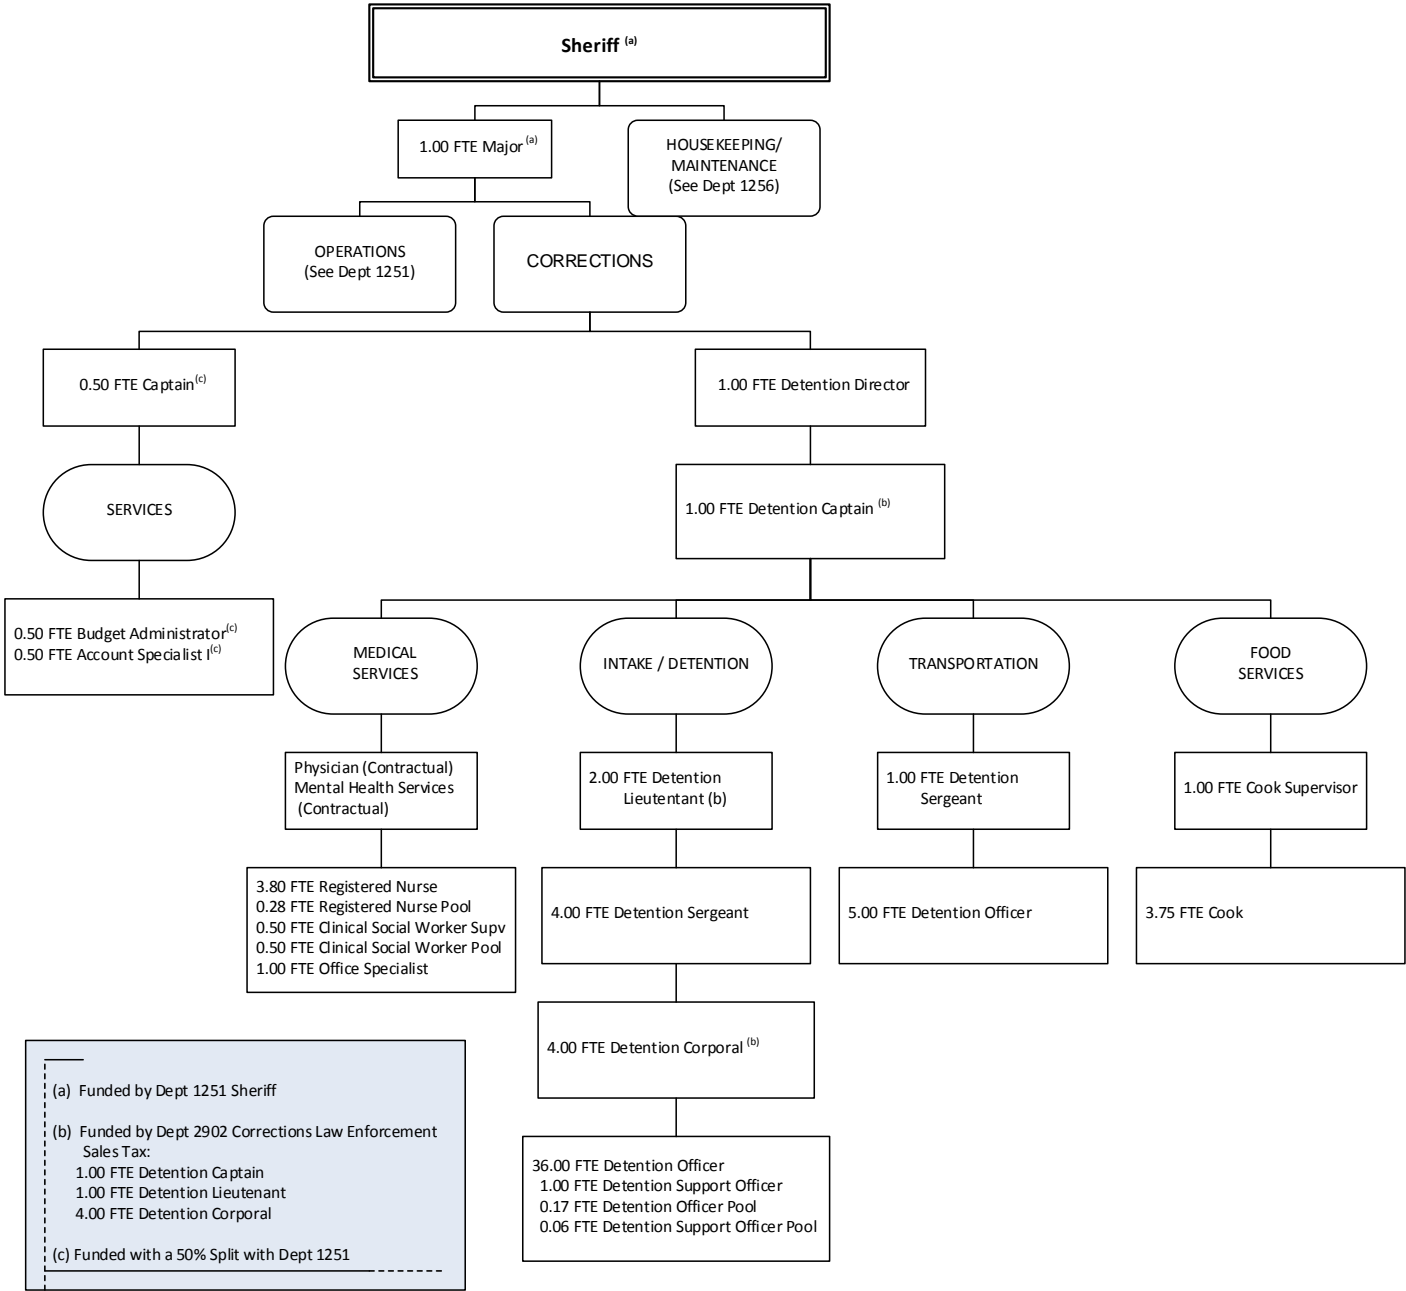 Sheriff (a)
1.00 FTE Major (a)
HOUSEKEEPING/
MAINTENANCE
(See Dept 1256)
OPERATIONS
(See Dept 1251)
CORRECTIONS
0.50 FTE Captain (c)
1.00 FTE Detention Director
SERVICES
1.00 FTE Detention Captain (b)
0.50 FTE Budget Administrator (c)
0.50 FTE Account Specialist I (c)
MEDICAL
SERVICES
INTAKE / DETENTION
TRANSPORTATION
FOOD
SERVICES
Physician (Contractual)
Mental Health Services
(Contractual)
2.00 FTE Detention
Lieutentant (b)
1.00 FTE Detention
Sergeant
1.00 FTE Cook Supervisor
3.80 FTE Registered Nurse
0.28 FTE Registered Nurse Pool
0.50 FTE Clinical Social Worker Supv
0.50 FTE Clinical Social Worker Pool
1.00 FTE Office Specialist
4.00 FTE Detention Sergeant
5.00 FTE Detention Officer
3.75 FTE Cook
4.00 FTE Detention Corporal (b)
36.00 FTE Detention Officer
1.00 FTE Detention Support Officer
0.17 FTE Detention Officer Pool
0.06 FTE Detention Support Officer Pool
(a) Funded by Dept 1251 Sheriff
(b) Funded by Dept 2902 Corrections Law Enforcement
Sales Tax:
1.00 FTE Detention Captain
1.00 FTE Detention Lieutenant
4.00 FTE Detention Corporal
(c) Funded with a 50% Split with Dept 1251